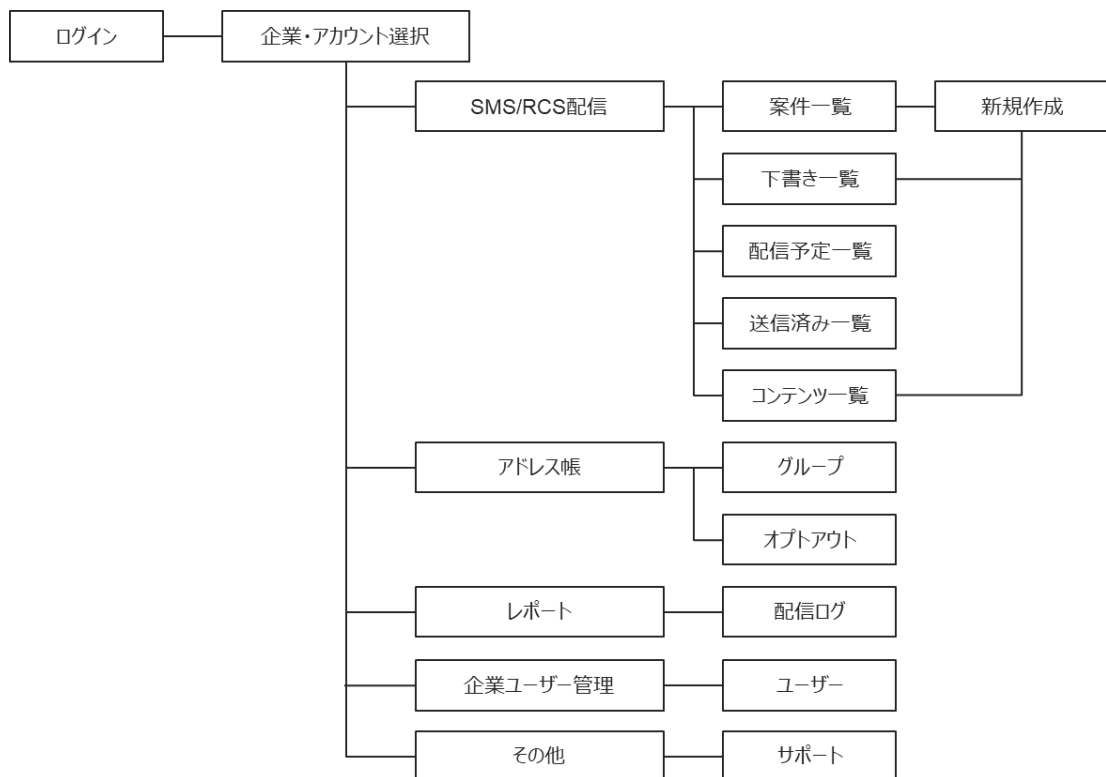 ログイン
企業・アカウント選択
SMS/RCS配信
案件一覧
新規作成
下書き一覧
配信予定一覧
送信済み一覧
コンテンツ一覧
アドレス帳
グループ
オプトアウト
レポート
配信ログ
企業ユーザー管理
ユーザー
その他
サポート